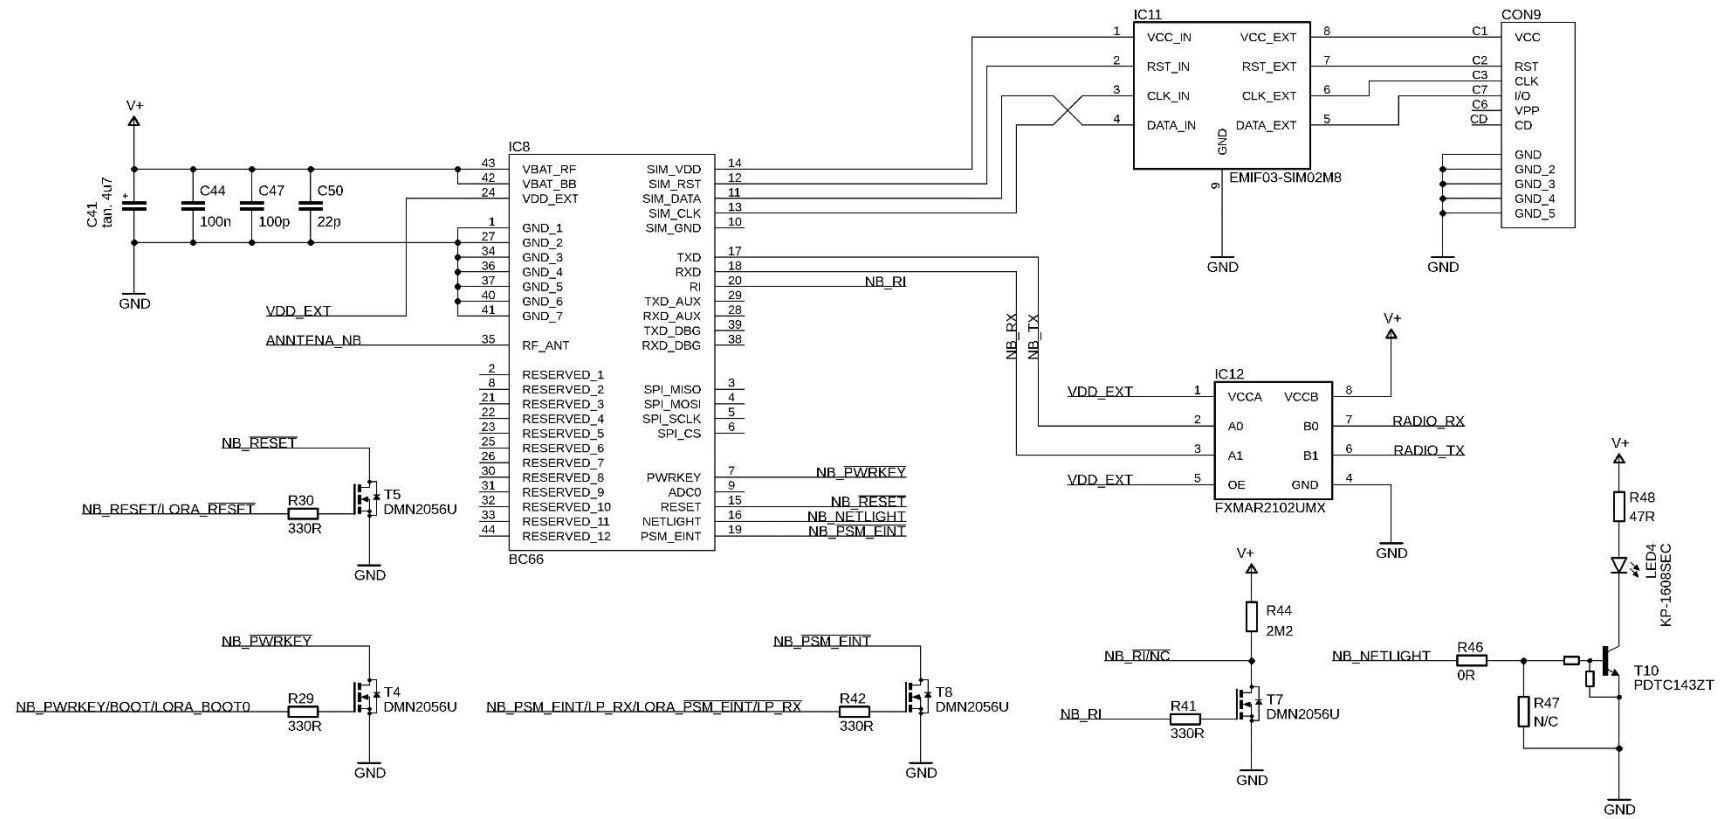 IC11
CON9
1 VCC_IN VCC_EXT 8 C1 VCC
2 RST_IN RST_EXT 7 C2 RST
C3 CLK
3 CLK_IN CLK_EXT 6 C7 I/O
C6 VPP
4 DATA_IN DATA_EXT 5 CD CD
GND
9
EMIF03-SIM02M8
GND
GND
GND_2
GND_3
GND_4
GND_5
GND
V+
C41
tan. 4u7
+
C44
100n
C47
100p
C50
22p
GND
IC8
43 VBAT_RF SIM_VDD 14
42 VBAT_BB SIM_RST 12
24 VDD_EXT SIM_DATA 11
SIM_CLK 13
1 GND_1 SIM_GND 10
27 GND_2
34 GND_3 TXD 17
36 GND_4 RXD 18
37 GND_5 RI 20 NB_RI
40 GND_6 TXD_AUX 29
41 GND_7 RXD_AUX 28
TXD_DBG 39
35 RF_ANT RXD_DBG 38
VDD_EXT
ANNTENA_NB
2 RESERVED_1
8 RESERVED_2 SPI_MISO 3
21 RESERVED_3 SPI_MOSI 4
22 RESERVED_4 SPI_SCLK 5
23 RESERVED_5 SPI_CS 6
25 RESERVED_6
26 RESERVED_7
30 RESERVED_8 PWRKEY 7 NB_PWRKEY
31 RESERVED_9 ADC0 9
32 RESERVED_10 RESET 15 NB_RESET
33 RESERVED_11 NETLIGHT 16 NB_NETLIGHT
44 RESERVED_12 PSM_EINT 19 NB_PSM_EINT
BC66
NB_RX
NB_TX
V+
IC12
VDD_EXT 1 VCCA VCCB 8
2 A0 B0 7 RADIO_RX
3 A1 B1 6 RADIO_TX
VDD_EXT 5 OE GND 4
FXMAR2102UMX
GND
NB_RESET
NB_RESET/LORA_RESET
R30
330R
T5
DMN2056U
GND
NB_PWRKEY
NB_PWRKEY/BOOT/LORA_BOOT0
R29
330R
T4
DMN2056U
GND
NB_PSM_EINT
NB_PSM_EINT/LP_RX/LORA_PSM_EINT/LP_RX
R42
330R
T8
DMN2056U
GND
V+
R44
2M2
NB_RI/NC
NB_RI
R41
330R
T7
DMN2056U
GND
V+
R48
47R
LED4
KP-1608SEC
NB_NETLIGHT
R46
0R
T10
PDTC143ZT
R47
N/C
GND